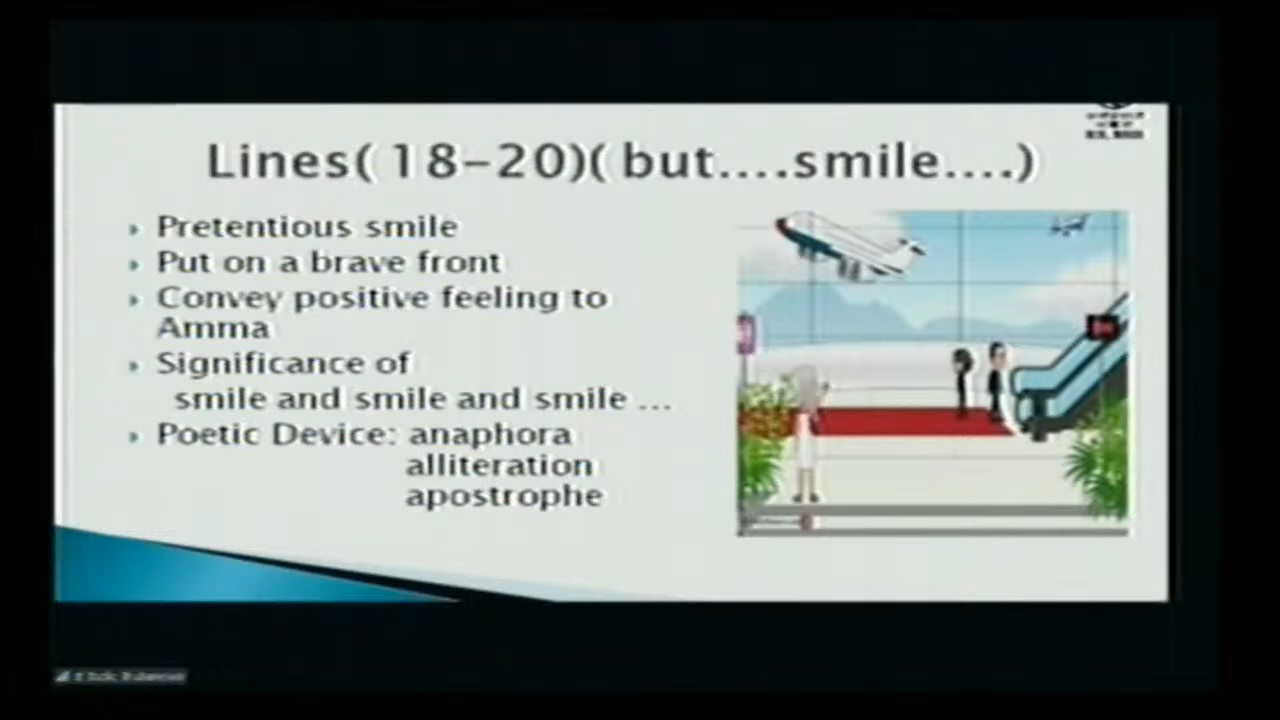 Lines(18-20)(but....smile....)
Pretentious smile
Put on a brave front
Convey positive feeling to
Amma
Significance of
smile and smile and smile ...
Poetic Device: anaphora
alliteration
apostrophe